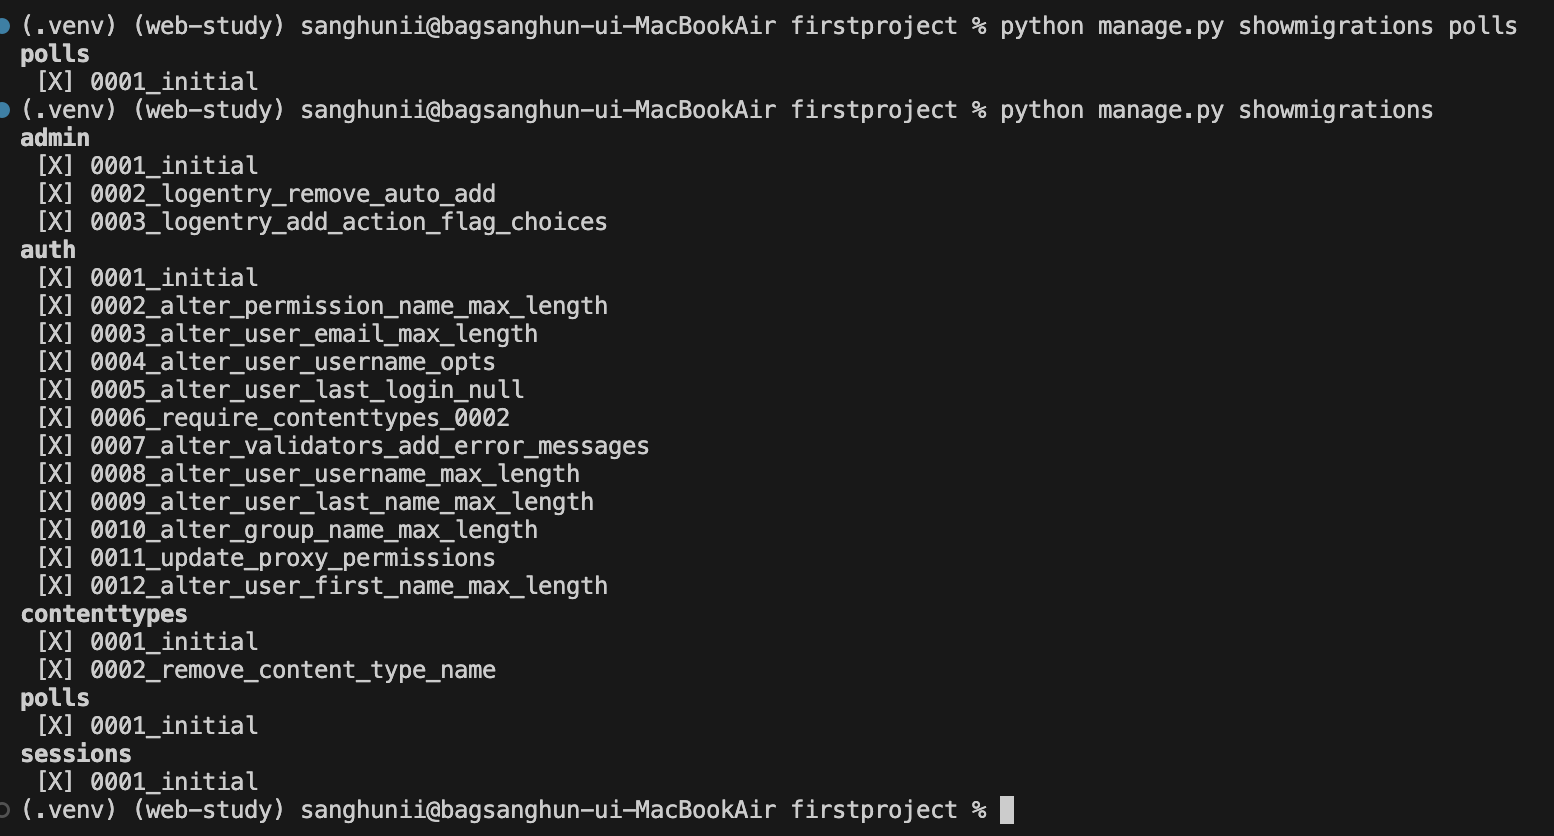 (.venv) (web-study) sanghunii@bagsanghun-ui-MacBookAir firstproject % python manage.py showmigrations polls
polls
[X] 0001_initial
(.venv) (web-study) sanghunii@bagsanghun-ui-MacBookAir firstproject % python manage.py showmigrations
admin
[X] 0001_initial
[X] 0002_logentry_remove_auto_add
[X] 0003_logentry_add_action_flag_choices
auth
[X] 0001_initial
[X] 0002_alter_permission_name_max_length
[X] 0003_alter_user_email_max_length
[X] 0004_alter_user_username_opts
[X] 0005_alter_user_last_login_null
[X] 0006_require_contenttypes_0002
[X] 0007_alter_validators_add_error_messages
[X] 0008_alter_user_username_max_length
[X] 0009_alter_user_last_name_max_length
[X] 0010_alter_group_name_max_length
[X] 0011_update_proxy_permissions
[X] 0012_alter_user_first_name_max_length
contenttypes
[X] 0001_initial
[X] 0002_remove_content_type_name
polls
[X] 0001_initial
sessions
[X] 0001_initial
(.venv) (web-study) sanghunii@bagsanghun-ui-MacBookAir firstproject %